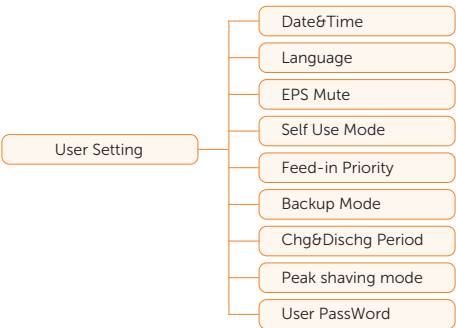 Date&Time
Language
EPS Mute
Self Use Mode
User Setting
Feed-in Priority
Backup Mode
Chg&Dischg Period
Peak shaving mode
User PassWord